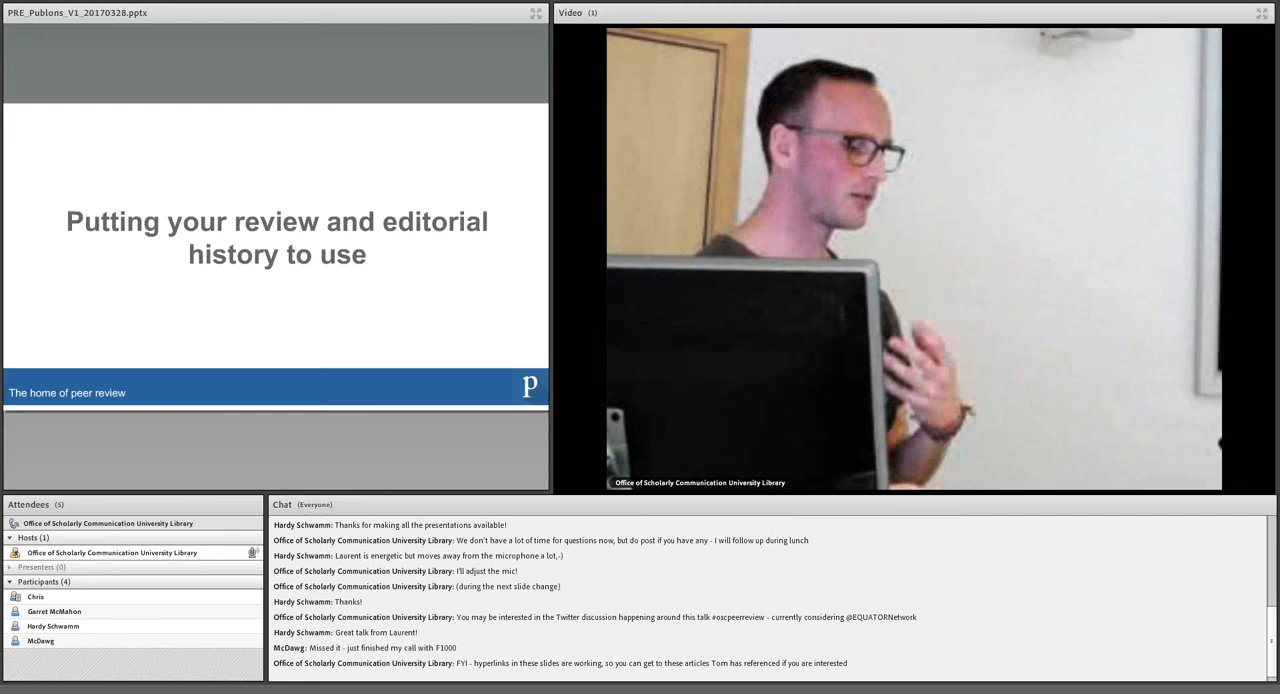 PRE_Publons_V1_20170328.pptx
Putting your review and editorial
history to use
The home of peer review
p
Video (1)
Office of Scholarly Communication University Library
Attendees (5)
Office of Scholarly Communication University Library
Hosts (1)
Office of Scholarly Communication University Library
Presenters (0)
Participants (4)
Chris
Garret McMahon
Hardy Schwamm
McDawg
Chat (Everyone)
Hardy Schwamm: Thanks for making all the presentations available!
Office of Scholarly Communication University Library: We don't have a lot of time for questions now, but do post if you have any - I will follow up during lunch
Hardy Schwamm: Laurent is energetic but moves away from the microphone a lot,-)
Office of Scholarly Communication University Library: I'll adjust the mic!
Office of Scholarly Communication University Library: (during the next slide change)
Hardy Schwamm: Thanks!
Office of Scholarly Communication University Library: You may be interested in the Twitter discussion happening around this talk #oscpeerreview - currently considering @EQUATORNetwork
Hardy Schwamm: Great talk from Laurent!
McDawg: Missed it - just finished my call with F1000
Office of Scholarly Communication University Library: FYI - hyperlinks in these slides are working, so you can get to these articles Tom has referenced if you are interested